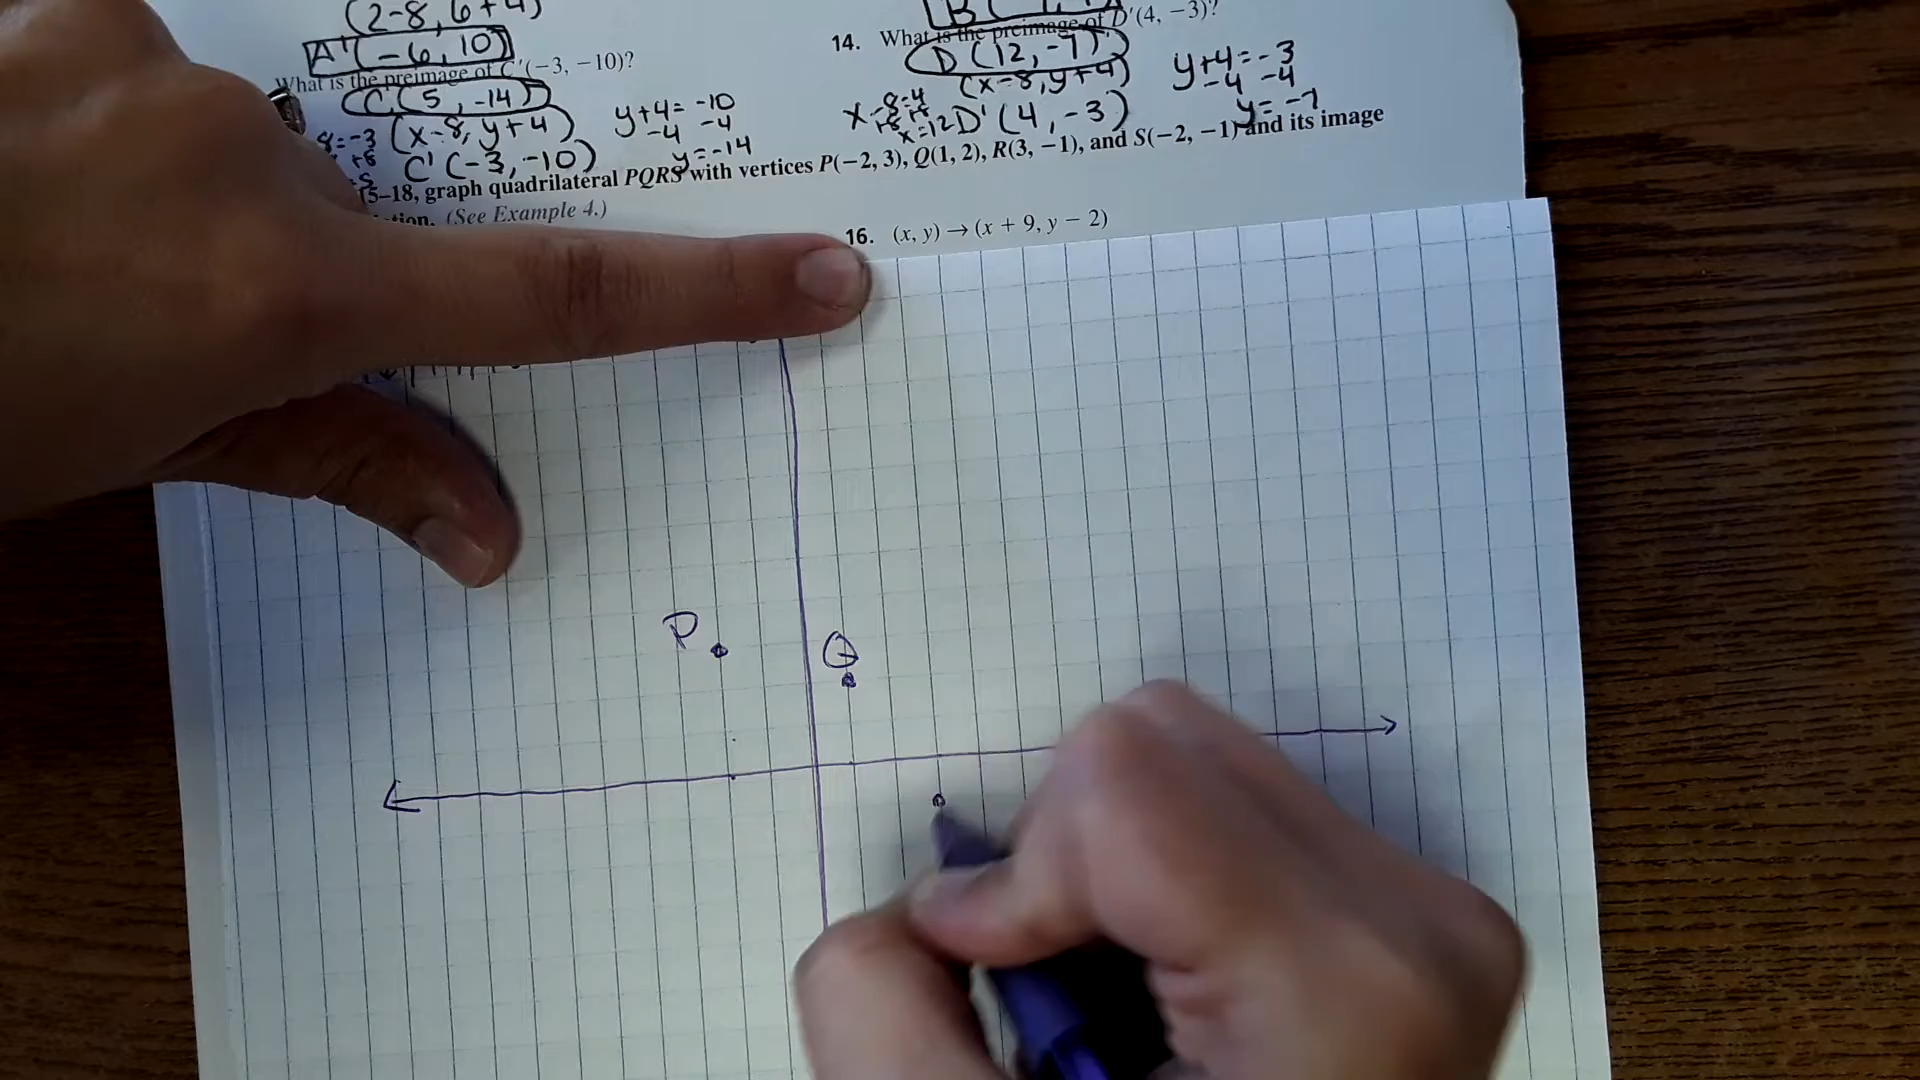 (2-8, 6+4)
A'(-6, 10)
What is the preimage of C'(−3, −10)?
C (5, -14)
8=-3 (x-8, y+4) y+4= -10
+8 -4 -4
C' (-3, -10) y=-14
14. What is the preimage of D'(4, −3)?
D (12, -7)
(x-8, y+4) y+4=-3
-4 -4
x-8=4 y=-7
+8 +8
x=12 D' (4, -3)
15–18, graph quadrilateral PQRS with vertices P(−2, 3), Q(1, 2), R(3, −1), and S(−2, −1) and its image
(See Example 4.)
16. (x, y) → (x + 9, y − 2)
P
Q